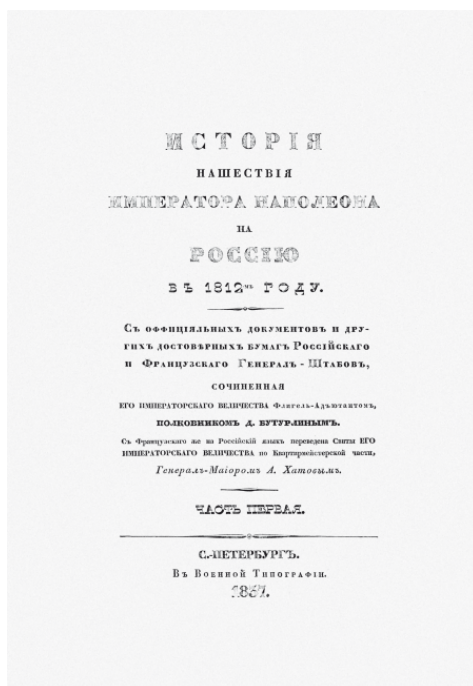 ИСТОРІЯ
НАШЕСТВІЯ
ИМПЕРАТОРА НАПОЛЕОНА
НА
РОССІЮ
ВЪ 1812мъ ГОДУ.
Съ оффиціяльныхъ документовъ и дру-
гихъ достовѣрныхъ бумагъ Россійскаго
и Французскаго Генералъ-Штабовъ,
СОЧИНЕННАЯ
ЕГО ИМПЕРАТОРСКАГО ВЕЛИЧЕСТВА Флигель-Адъютантомъ,
ПОЛКОВНИКОМЪ Д. БУТУРЛИНЫМЪ.
Съ Французскаго же на Россійскій языкъ переведена Свиты ЕГО
ИМПЕРАТОРСКАГО ВЕЛИЧЕСТВА по Квартирмейстерской части,
Генералъ-Маіоромъ А. Хатовымъ.
ЧАСТЬ ПЕРВАЯ.
С.-ПЕТЕРБУРГЪ.
Въ Военной Типографіи.